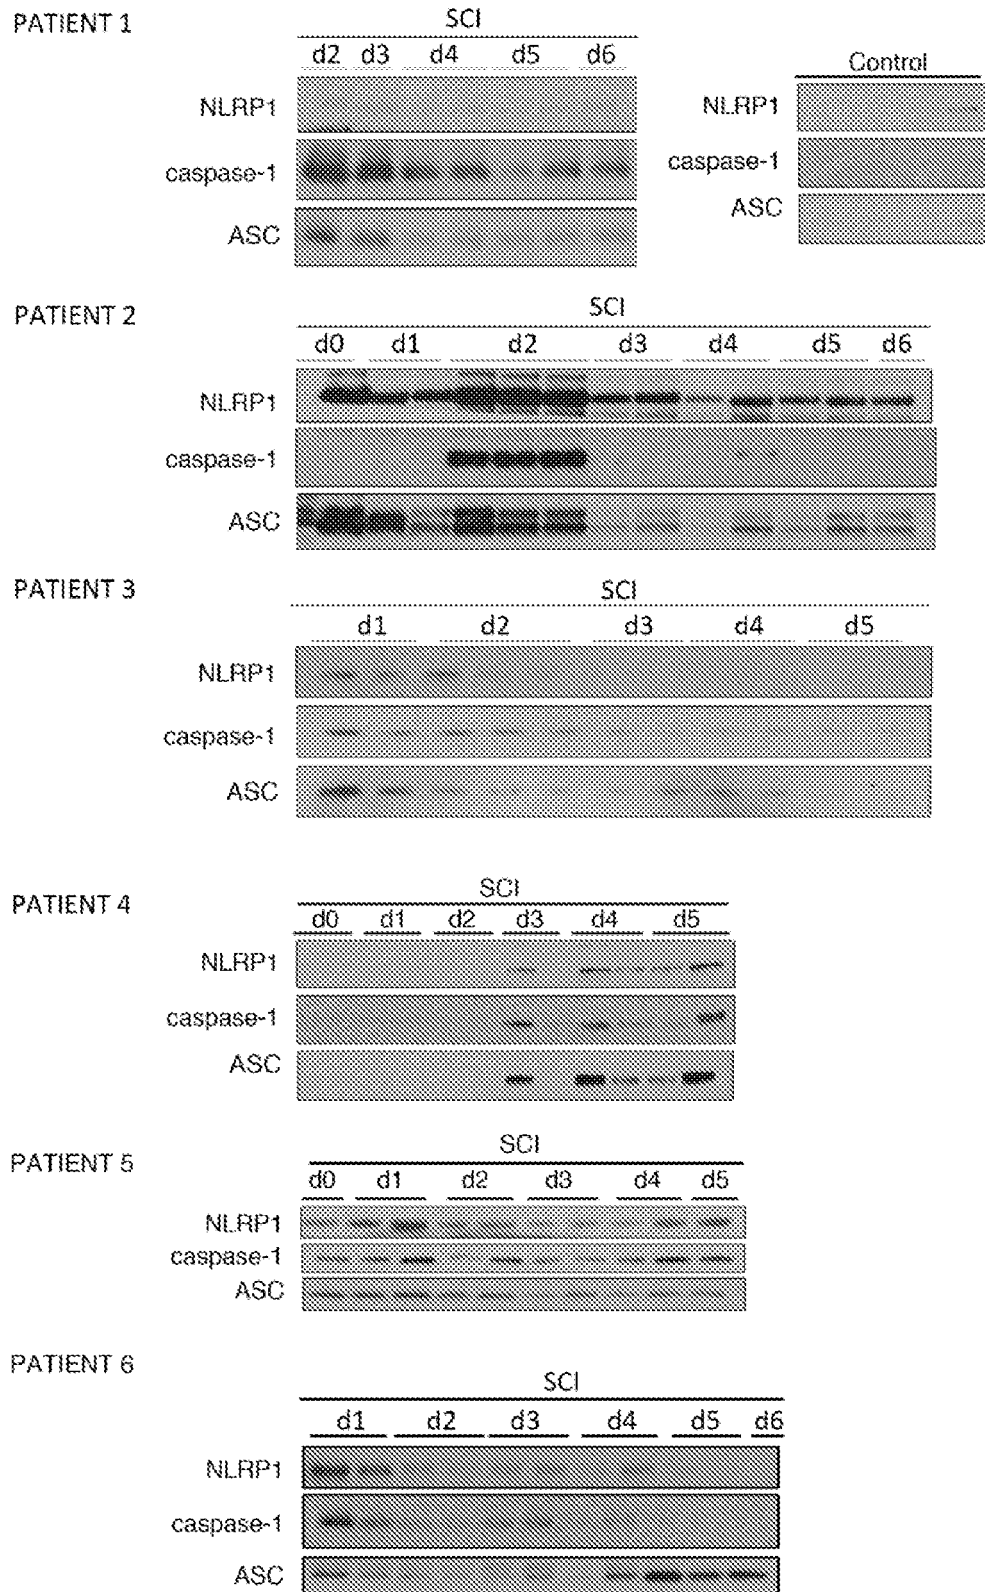 PATIENT 1
SCI
d2 d3 d4 d5 d6
NLRP1
caspase-1
ASC
Control
NLRP1
caspase-1
ASC
PATIENT 2
SCI
d0 d1 d2 d3 d4 d5 d6
NLRP1
caspase-1
ASC
PATIENT 3
SCI
d1 d2 d3 d4 d5
NLRP1
caspase-1
ASC
PATIENT 4
SCI
d0 d1 d2 d3 d4 d5
NLRP1
caspase-1
ASC
PATIENT 5
SCI
d0 d1 d2 d3 d4 d5
NLRP1
caspase-1
ASC
PATIENT 6
SCI
d1 d2 d3 d4 d5 d6
NLRP1
caspase-1
ASC